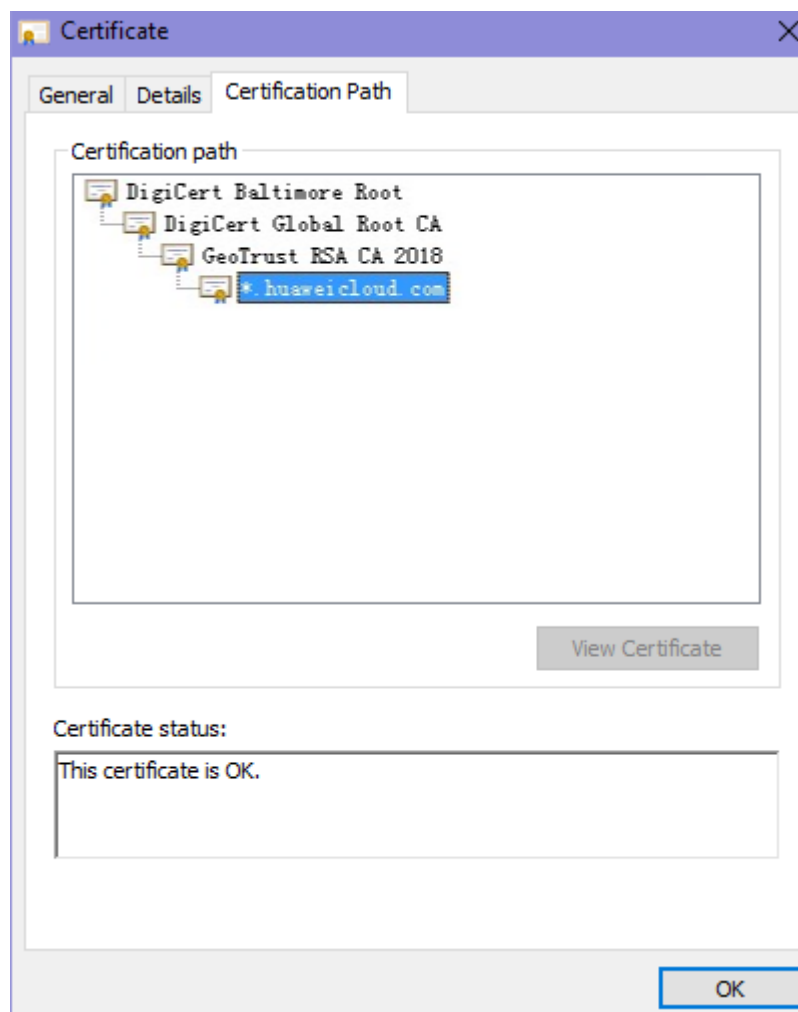 Certificate
General Details Certification Path
Certification path
DigiCert Baltimore Root
DigiCert Global Root CA
GeoTrust RSA CA 2018
*.huaweicloud.com
View Certificate
Certificate status:
This certificate is OK.
OK